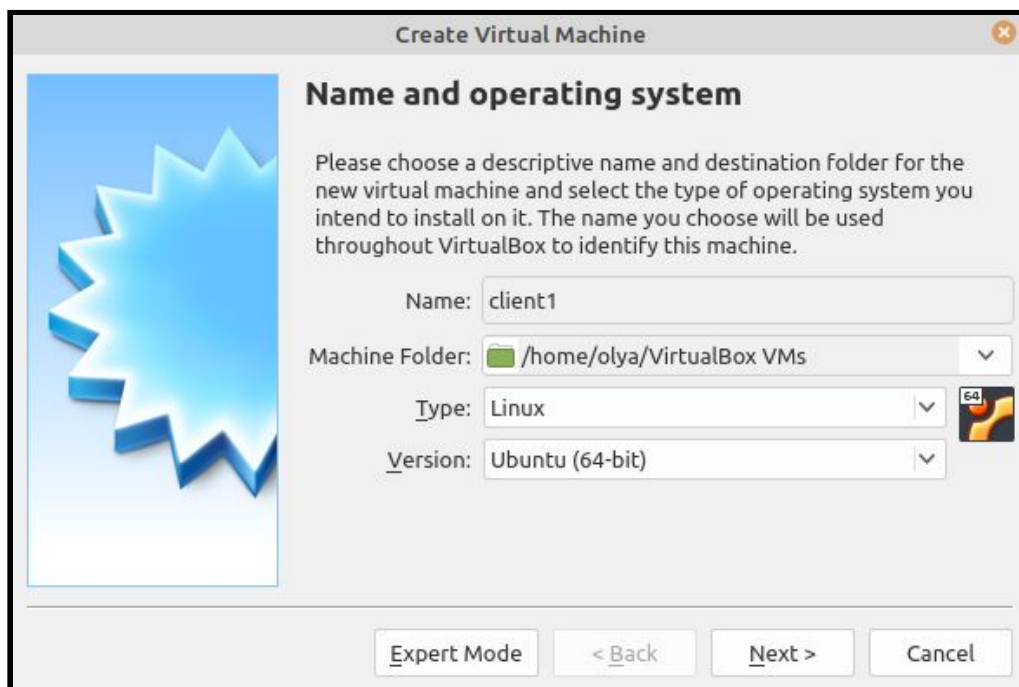 Create Virtual Machine
Name and operating system
Please choose a descriptive name and destination folder for the
new virtual machine and select the type of operating system you
intend to install on it. The name you choose will be used
throughout VirtualBox to identify this machine.
Name: client1
Machine Folder: /home/olya/VirtualBox VMs
Type: Linux
64
Version: Ubuntu (64-bit)
Expert Mode < Back Next > Cancel